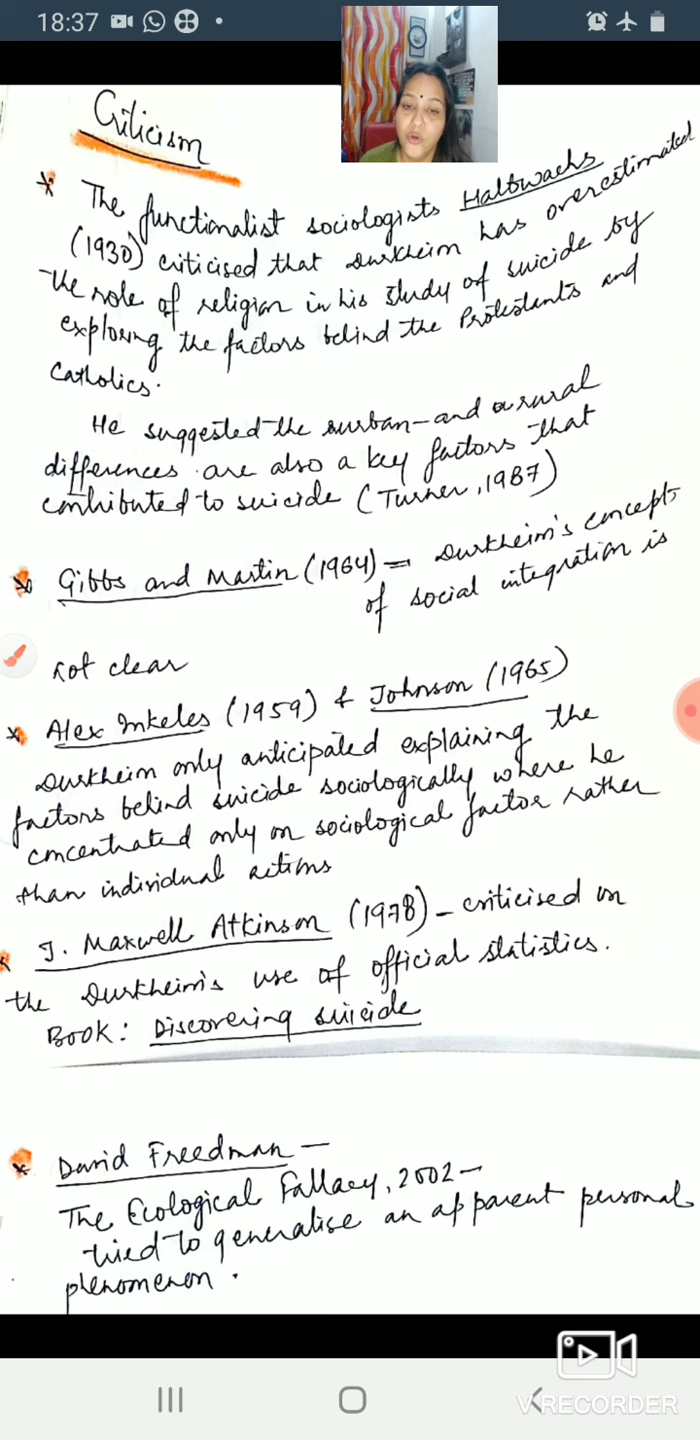 18:37
Criticism
* The functionalist sociologists Halbwachs
(1930) criticised that Durkheim has overestimated
the role of religion in his study of suicide by
exploring the factors behind the Protestants and
Catholics.
He suggested the urban-and rural
differences are also a key factors that
contributed to suicide (Turner, 1987)
* Gibbs and Martin (1964) - Durkheim's concept
of social integration is
not clear
* Alex Inkeles (1959) & Johnson (1965)
Durkheim only anticipated explaining the
factors behind suicide sociologically where he
concentrated only on sociological factor rather
than individual actions
* J. Maxwell Atkinson (1978) - criticised on
the Durkheim's use of official statistics.
Book: Discovering suicide
* David Freedman -
The Ecological Fallacy, 2002 -
tried to generalise an apparent personal
phenomenon.
V RECORDER